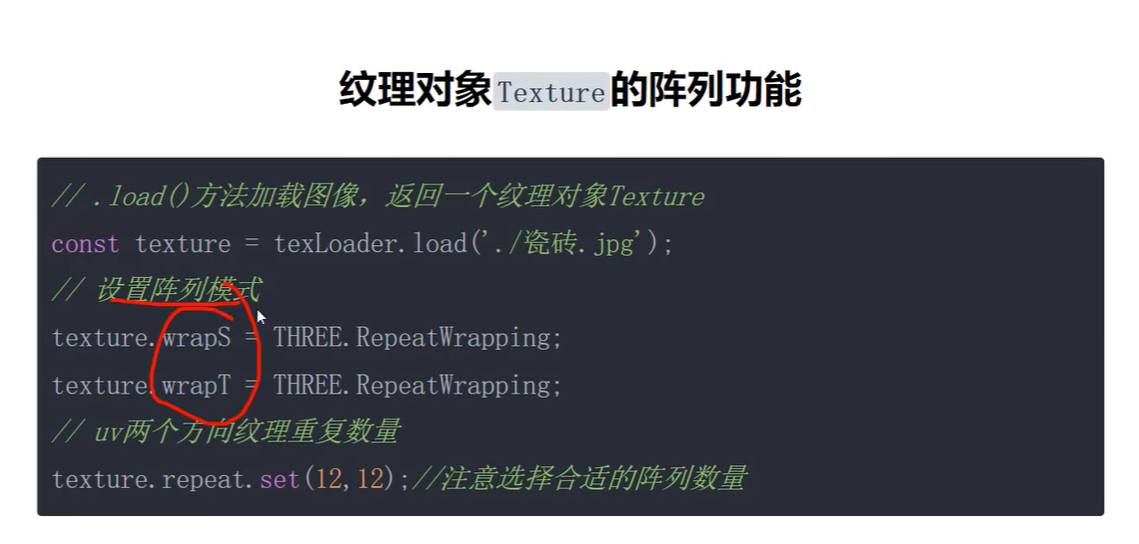 纹理对象Texture的阵列功能
// .load()方法加载图像，返回一个纹理对象Texture
const texture = texLoader.load('./瓷砖.jpg');
// 设置阵列模式
texture.wrapS = THREE.RepeatWrapping;
texture.wrapT = THREE.RepeatWrapping;
// uv两个方向纹理重复数量
texture.repeat.set(12,12);//注意选择合适的阵列数量